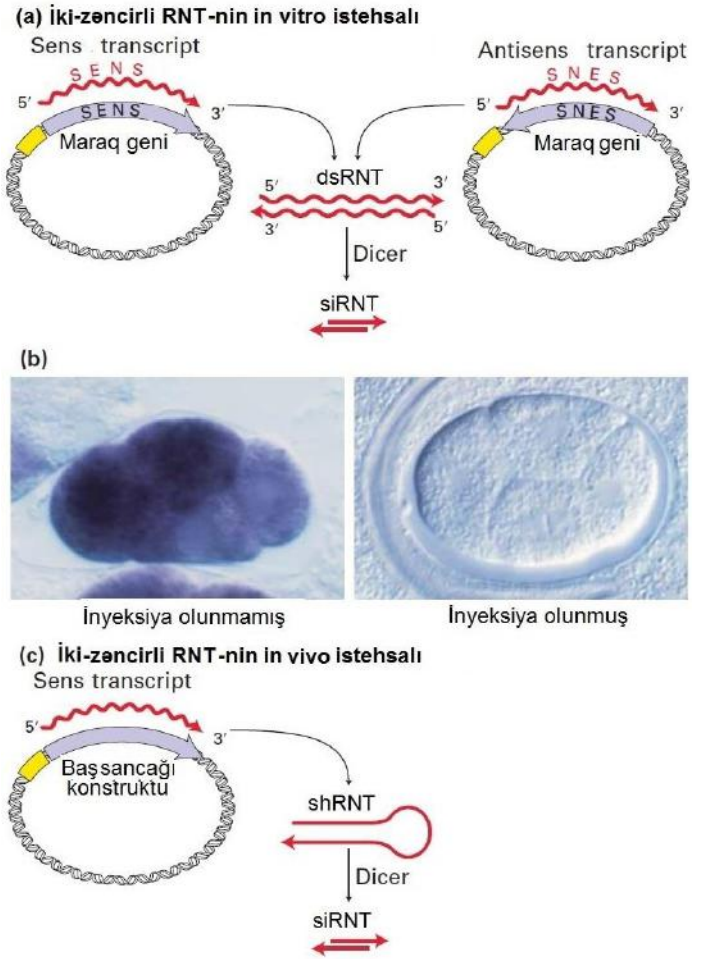 (a) İki-zəncirli RNT-nin in vitro istehsalı
Sens transcript
Antisens transcript
SENS
SNES
5′
3′
5′
3′
SENS
SNES
Maraq geni
Maraq geni
dsRNT
5′
3′
3′
5′
Dicer
siRNT
(b)
İnyeksiya olunmamış
İnyeksiya olunmuş
(c) İki-zəncirli RNT-nin in vivo istehsalı
Sens transcript
5′
3′
Başsancağı
konstruktu
shRNT
Dicer
siRNT